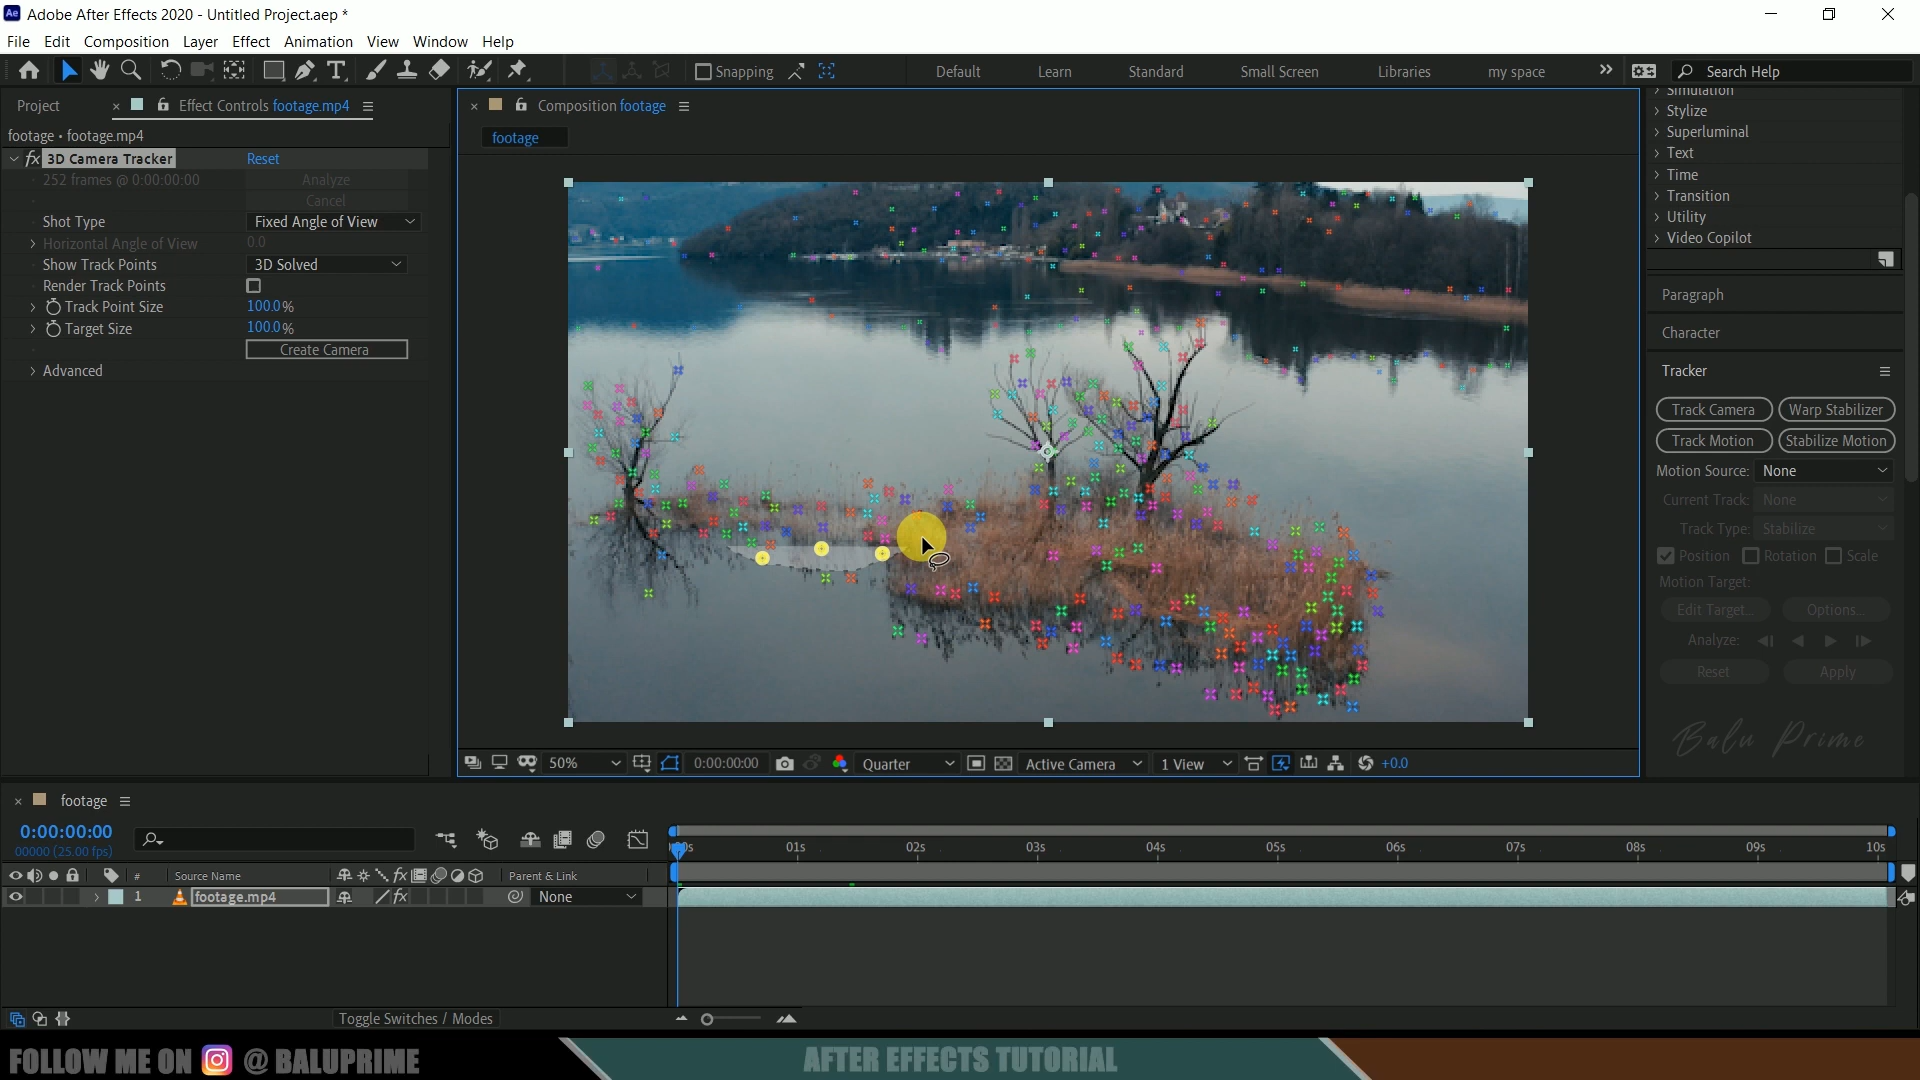 Adobe After Effects 2020 - Untitled Project.aep *
File Edit Composition Layer Effect Animation View Window Help
Snapping Default Learn Standard Small Screen Libraries my space Search Help
Project Effect Controls footage.mp4
footage • footage.mp4
fx 3D Camera Tracker Reset
252 frames @ 0:00:00:00 Analyze
Cancel
Shot Type Fixed Angle of View
Horizontal Angle of View 0.0
Show Track Points 3D Solved
Render Track Points
Track Point Size 100.0%
Target Size 100.0%
Create Camera
Advanced
Composition footage
footage
50% 0:00:00:00 Quarter Active Camera 1 View +0.0
Simulation
Stylize
Superluminal
Text
Time
Transition
Utility
Video Copilot
Paragraph
Character
Tracker
Track Camera Warp Stabilizer
Track Motion Stabilize Motion
Motion Source: None
Current Track: None
Track Type: Stabilize
Position Rotation Scale
Motion Target:
Edit Target... Options...
Analyze:
Reset Apply
Balu Prime
footage
0:00:00:00
00000 (25.00 fps)
01s 02s 03s 04s 05s 06s 07s 08s 09s 10s
# Source Name Parent & Link
1 footage.mp4 None
Toggle Switches / Modes
FOLLOW ME ON @ BALUPRIME
AFTER EFFECTS TUTORIAL